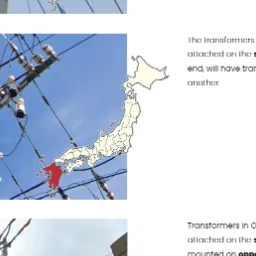 The transformers
attached on the s
end, will have tran
another.
Transformers in O
attached on the s
mounted on oppo